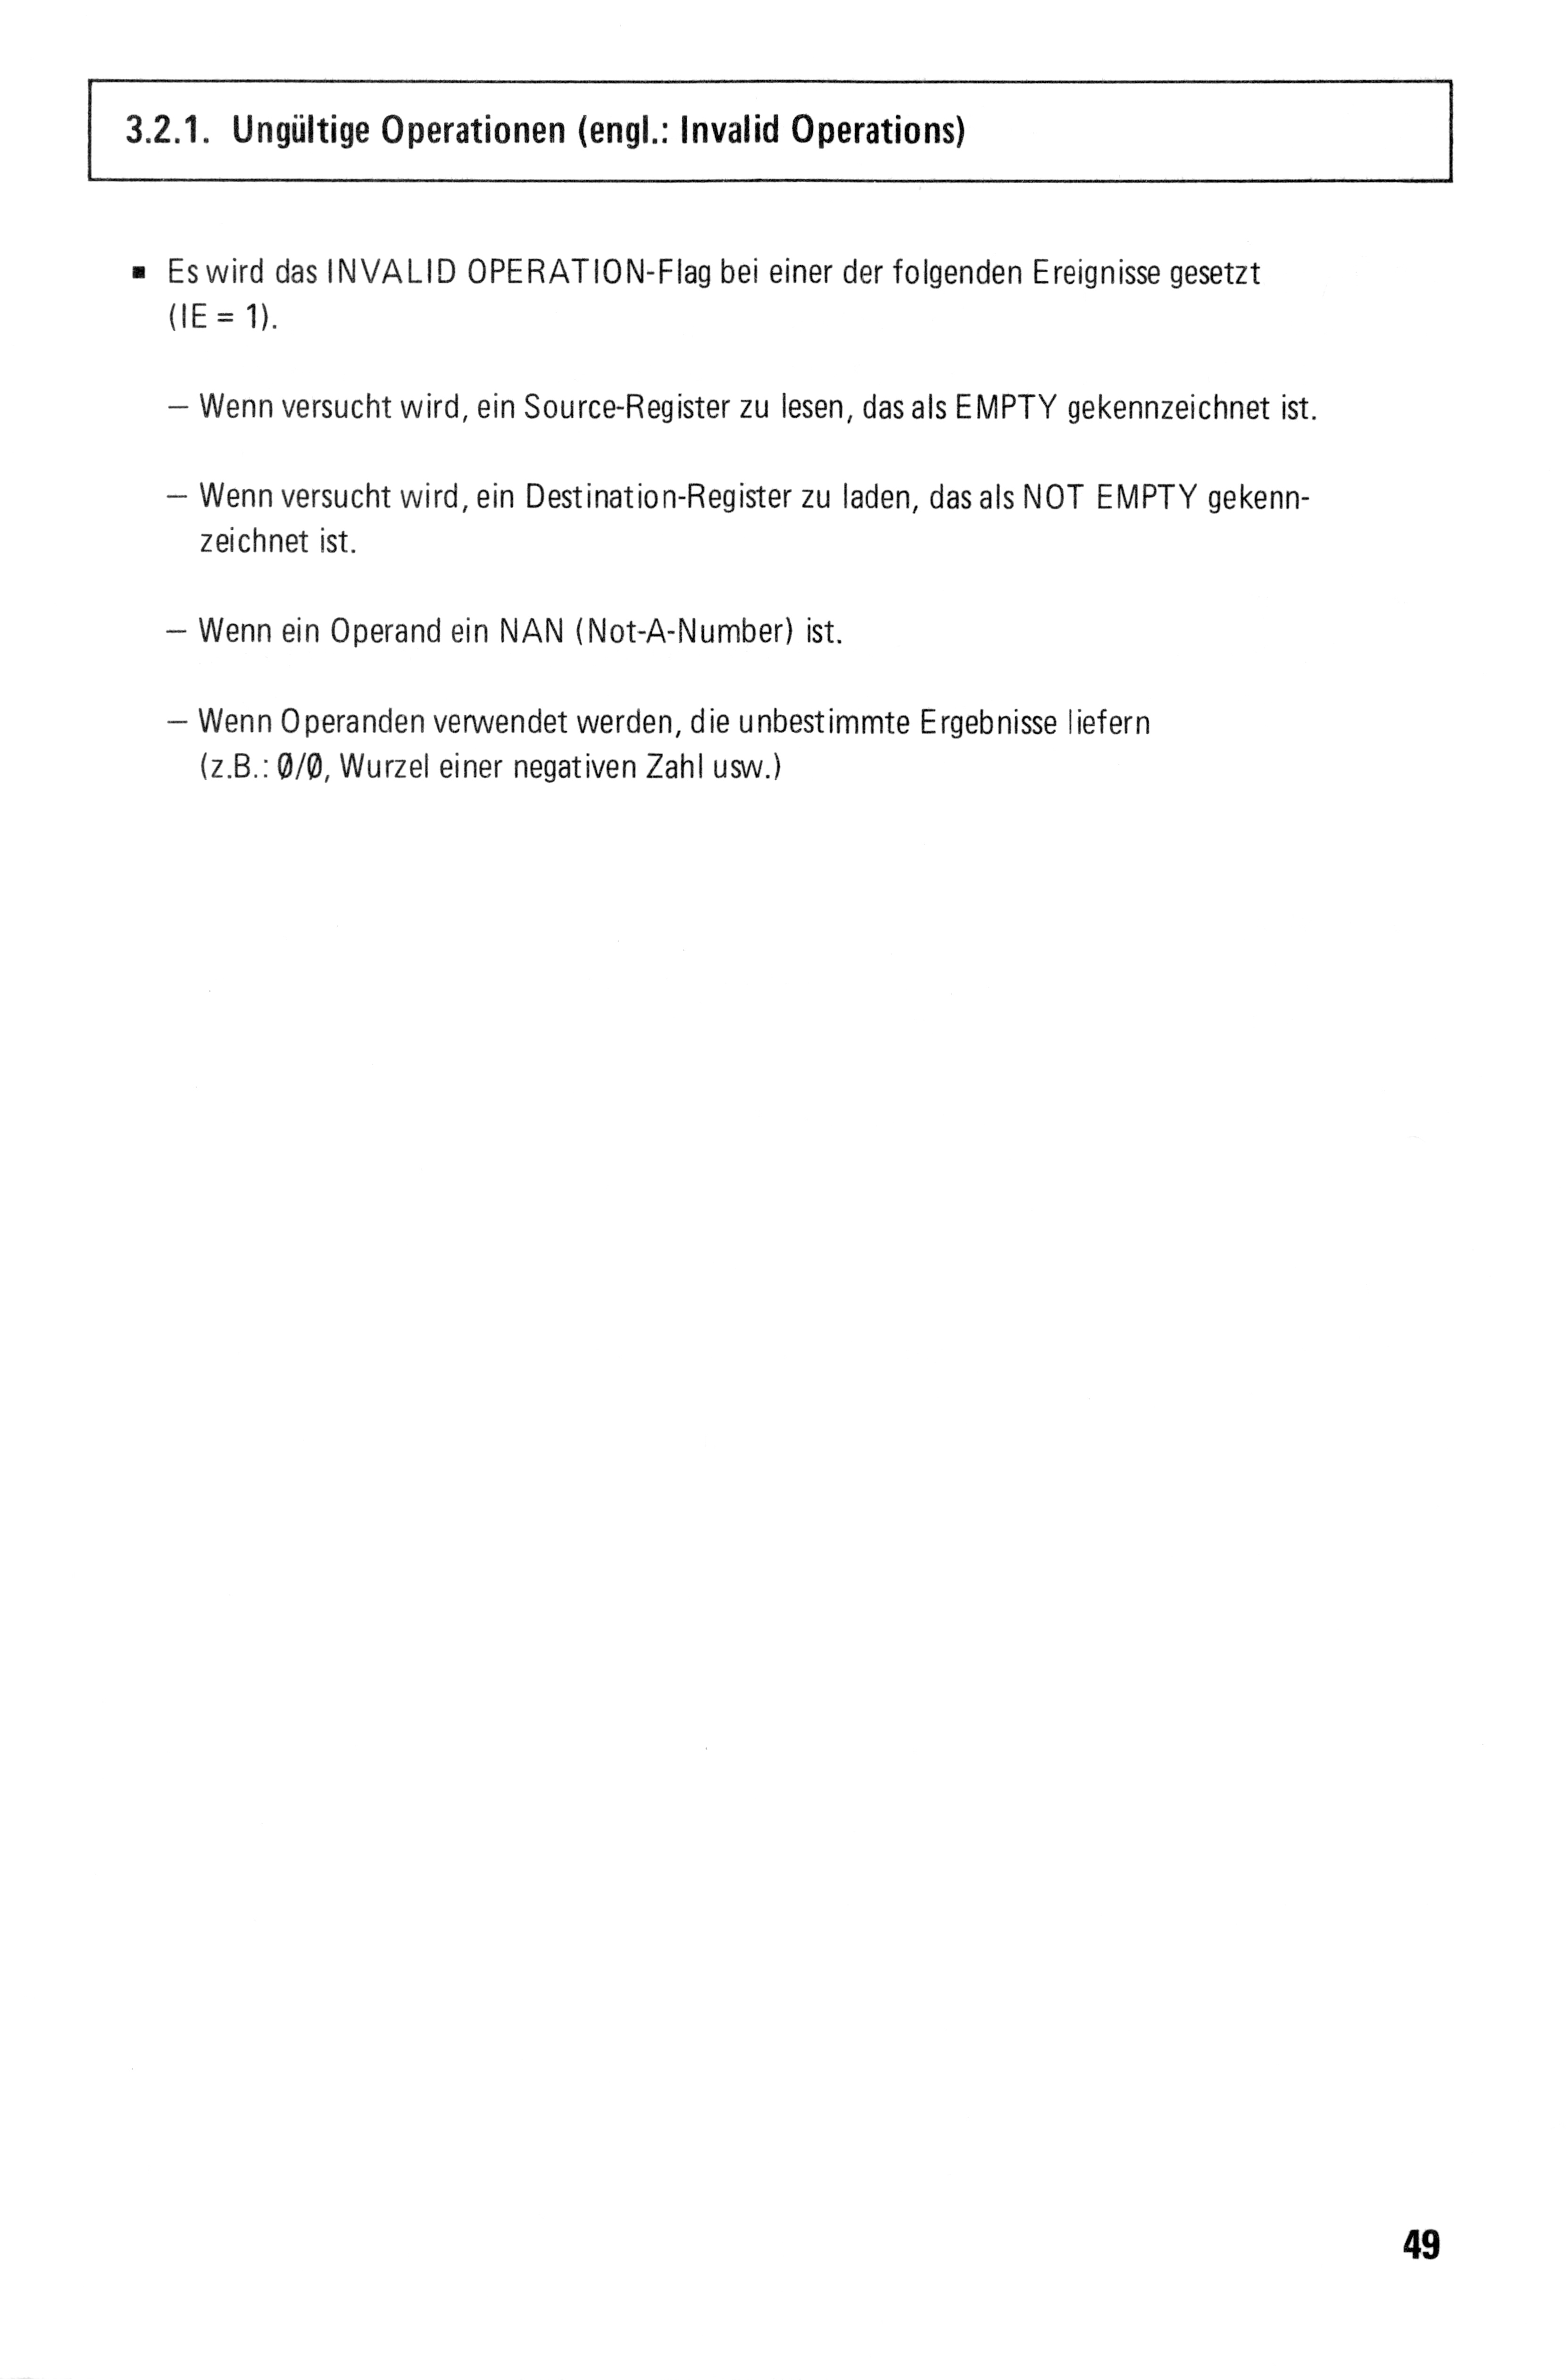 3.2.1. Ungültige Operationen (engl.: Invalid Operations)
▪ Es wird das INVALID OPERATION-Flag bei einer der folgenden Ereignisse gesetzt
(IE = 1).
– Wenn versucht wird, ein Source-Register zu lesen, das als EMPTY gekennzeichnet ist.
– Wenn versucht wird, ein Destination-Register zu laden, das als NOT EMPTY gekenn-
zeichnet ist.
– Wenn ein Operand ein NAN (Not-A-Number) ist.
– Wenn Operanden verwendet werden, die unbestimmte Ergebnisse liefern
(z.B.: Ø/Ø, Wurzel einer negativen Zahl usw.)
49